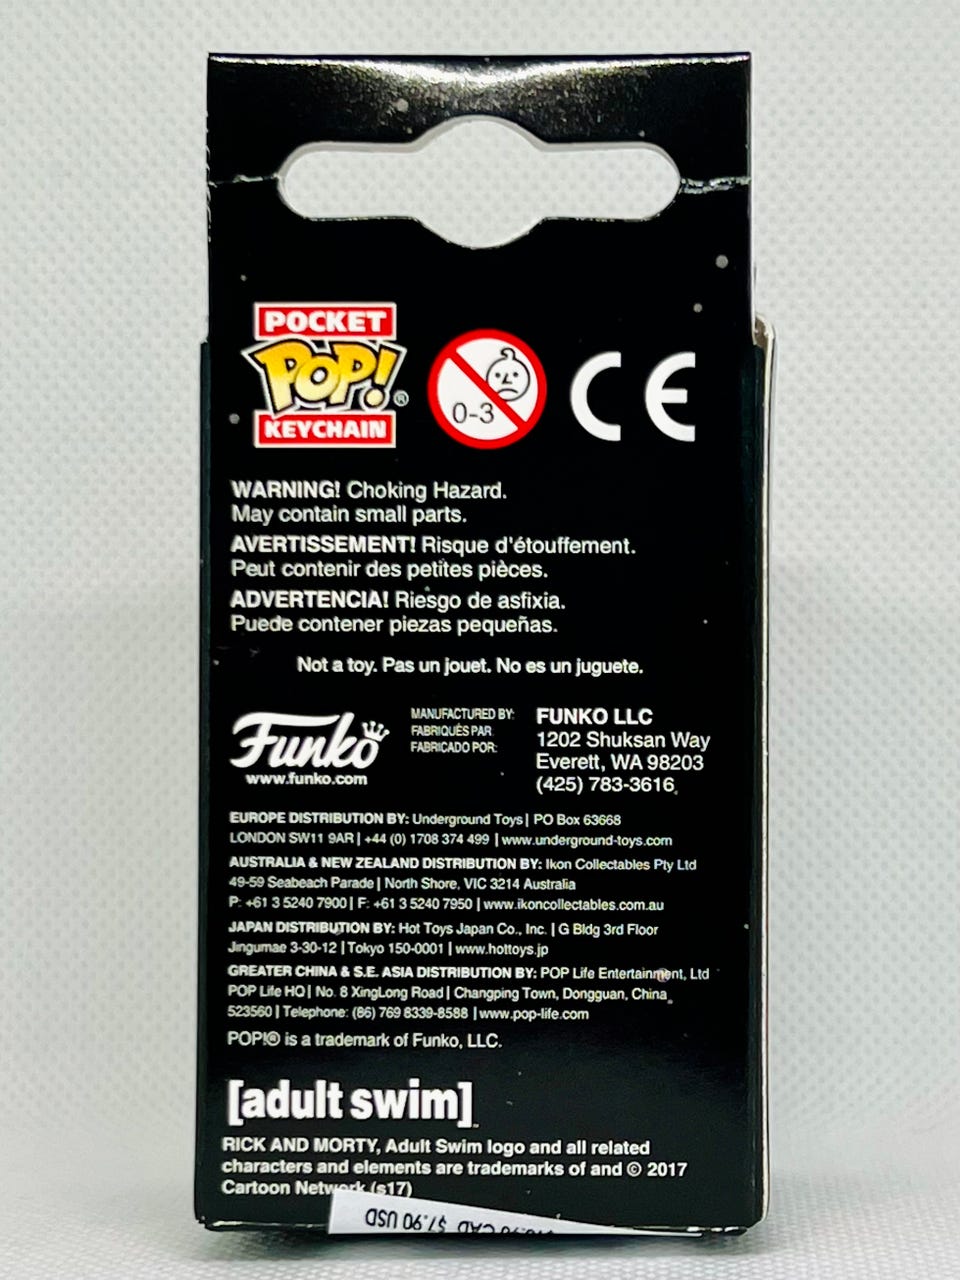 POCKET
POP!®
KEYCHAIN
0-3
CE
WARNING! Choking Hazard.
May contain small parts.
AVERTISSEMENT! Risque d'étouffement.
Peut contenir des petites pièces.
ADVERTENCIA! Riesgo de asfixia.
Puede contener piezas pequeñas.
Not a toy. Pas un jouet. No es un juguete.
Funko
www.funko.com
MANUFACTURED BY:
FABRIQUÉS PAR:
FABRICADO POR:
FUNKO LLC
1202 Shuksan Way
Everett, WA 98203
(425) 783-3616
EUROPE DISTRIBUTION BY: Underground Toys | PO Box 63668
LONDON SW11 9AR | +44 (0) 1708 374 499 | www.underground-toys.com
AUSTRALIA & NEW ZEALAND DISTRIBUTION BY: Ikon Collectables Pty Ltd
49-59 Seabeach Parade | North Shore, VIC 3214 Australia
P: +61 3 5240 7900 | F: +61 3 5240 7950 | www.ikoncollectables.com.au
JAPAN DISTRIBUTION BY: Hot Toys Japan Co., Inc. | G Bldg 3rd Floor
Jingumae 3-30-12 | Tokyo 150-0001 | www.hottoys.jp
GREATER CHINA & S.E. ASIA DISTRIBUTION BY: POP Life Entertainment, Ltd
POP Life HQ | No. 8 XingLong Road | Changping Town, Dongguan, China
523560 | Telephone: (86) 769 8339-8588 | www.pop-life.com
POP!® is a trademark of Funko, LLC.
[adult swim]™
RICK AND MORTY, Adult Swim logo and all related
characters and elements are trademarks of and © 2017
Cartoon Network (s17)
CAD $7.90 USD